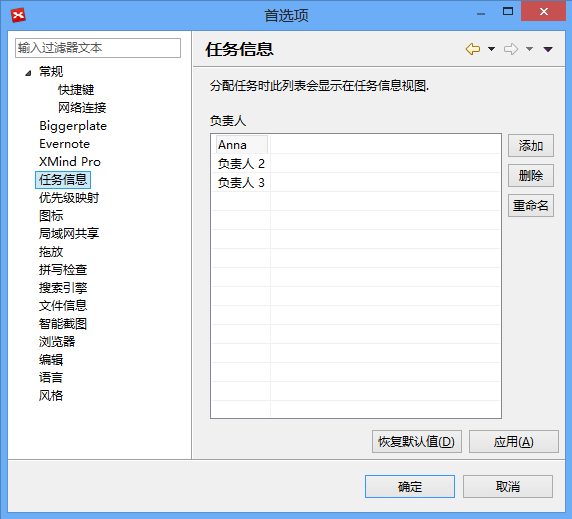 首选项
输入过滤器文本
常规
快捷键
网络连接
Biggerplate
Evernote
XMind Pro
任务信息
优先级映射
图标
局域网共享
拖放
拼写检查
搜索引擎
文件信息
智能截图
浏览器
编辑
语言
风格
任务信息
分配任务时此列表会显示在任务信息视图.
负责人
Anna
负责人 2
负责人 3
添加
删除
重命名
恢复默认值(D)
应用(A)
确定
取消